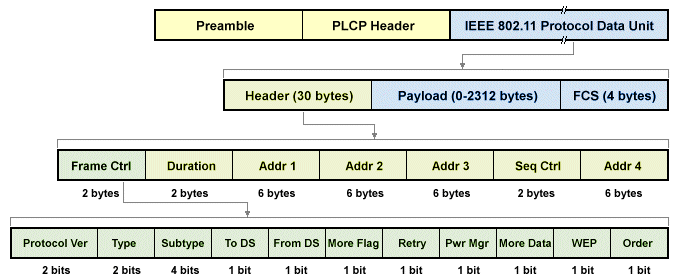 Preamble PLCP Header IEEE 802.11 Protocol Data Unit
Header (30 bytes) Payload (0-2312 bytes) FCS (4 bytes)
Frame Ctrl Duration Addr 1 Addr 2 Addr 3 Seq Ctrl Addr 4
2 bytes 2 bytes 6 bytes 6 bytes 6 bytes 2 bytes 6 bytes
Protocol Ver Type Subtype To DS From DS More Flag Retry Pwr Mgr More Data WEP Order
2 bits 2 bits 4 bits 1 bit 1 bit 1 bit 1 bit 1 bit 1 bit 1 bit 1 bit